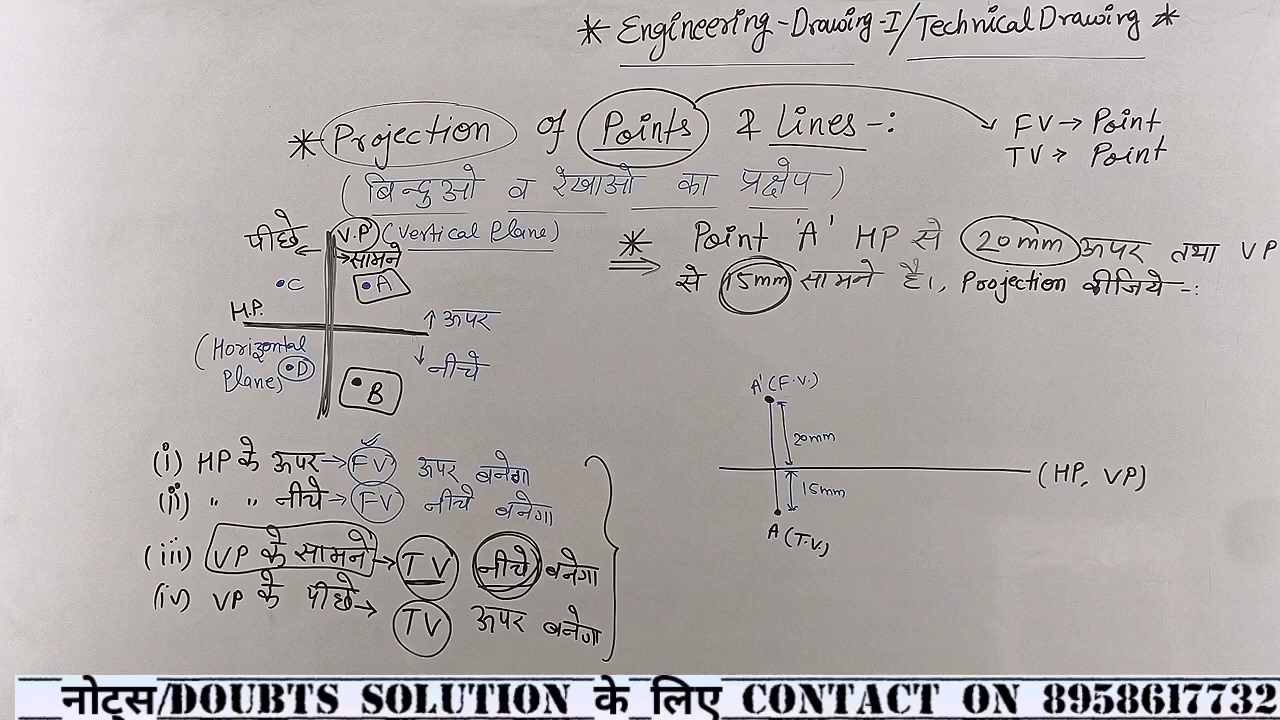 * Engineering-Drawing-I/Technical Drawing *
* Projection of Points & Lines -:
FV → Point
TV → Point
(बिन्दुओ व रेखाओ का प्रक्षेप)
पीछे ← V.P. (Vertical Plane)
→ सामने
•C
•A
H.P.
(Horizontal Plane)
↑ ऊपर
↓ नीचे
•D
•B
* ⇒ Point 'A' HP से 20mm ऊपर तथा VP
से 15mm सामने है।, Projection कीजिये -:
A' (F.V.)
20mm
(HP, VP)
15mm
A (T.V.)
(i) HP के ऊपर → FV ऊपर बनेगा
(ii) " " नीचे → FV नीचे बनेगा
(iii) VP के सामने → TV नीचे बनेगा
(iv) VP के पीछे → TV ऊपर बनेगा
नोट्स/DOUBTS SOLUTION के लिए CONTACT ON 8958617732